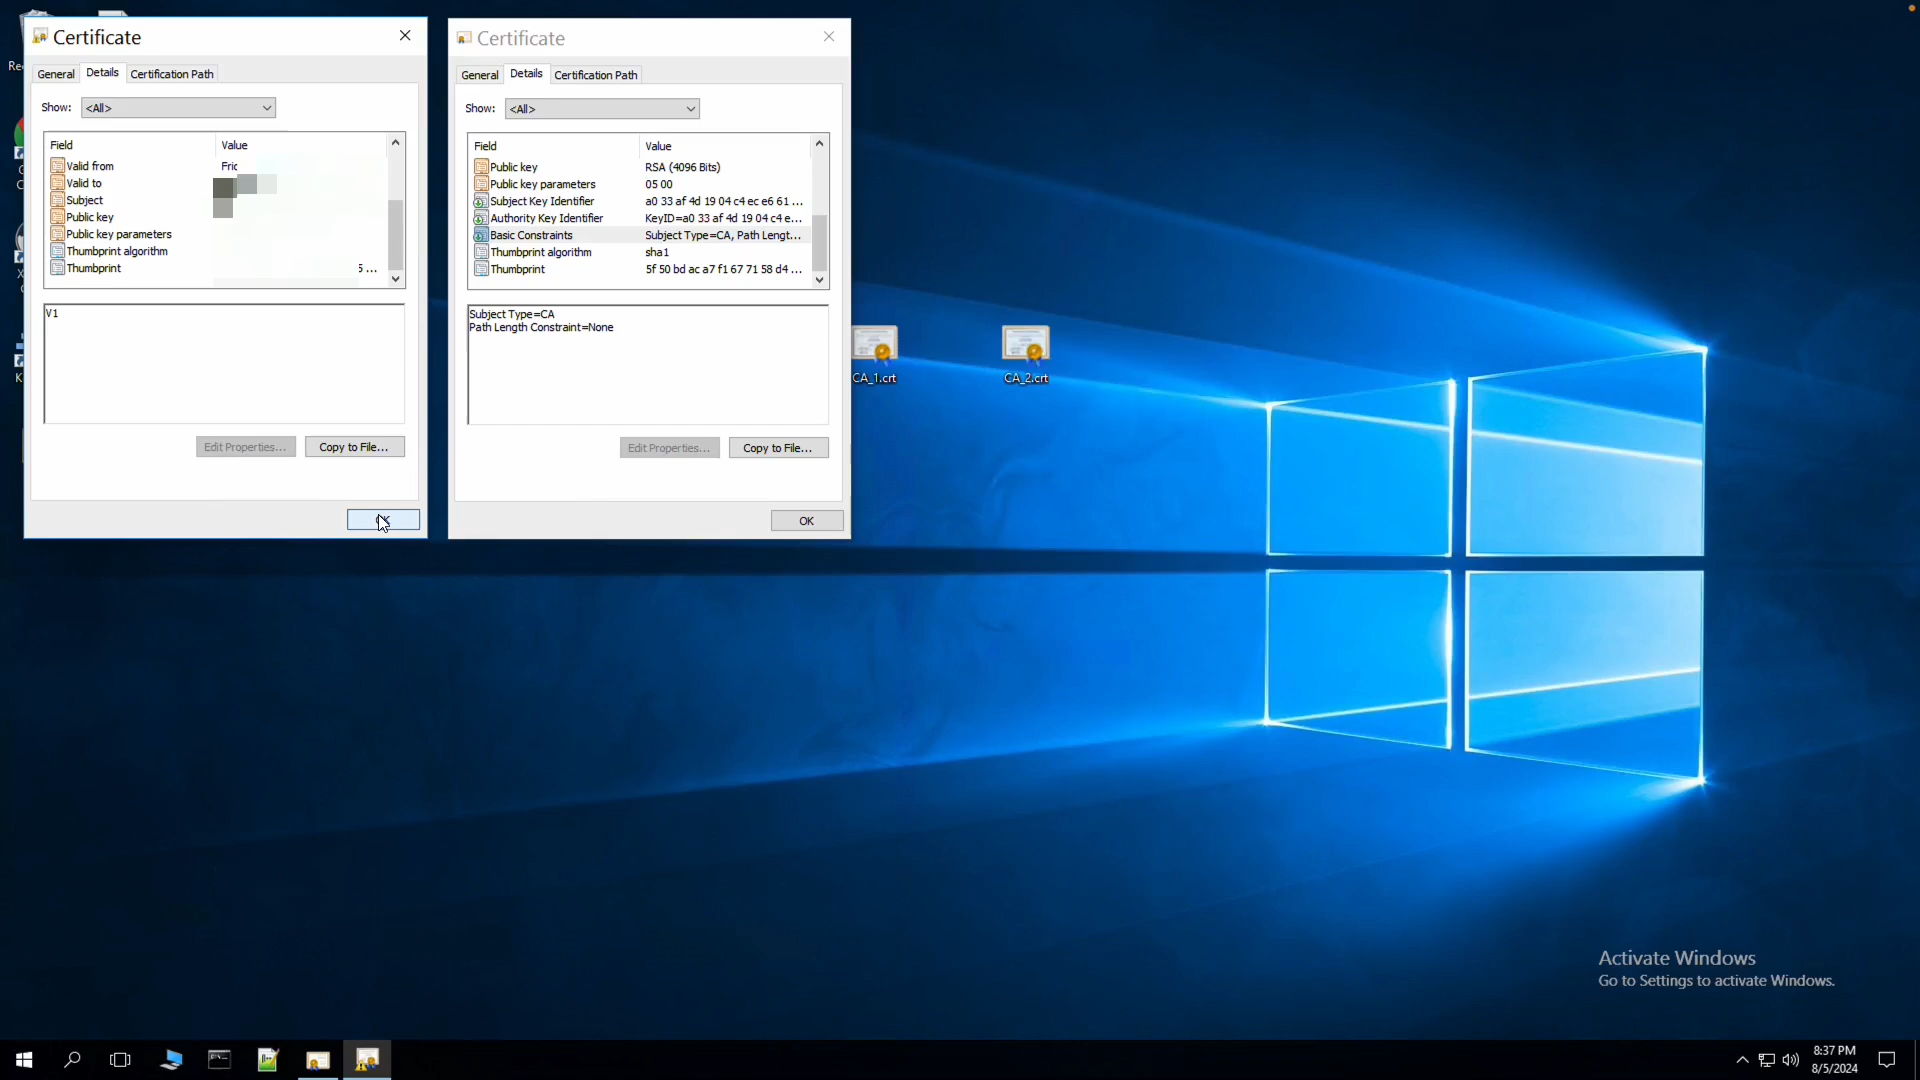 Certificate
General Details Certification Path
Show: <All>
Field Value
Valid from Fric
Valid to
Subject
Public key
Public key parameters
Thumbprint algorithm
Thumbprint 5 ...
V1
Edit Properties... Copy to File...
Certificate
General Details Certification Path
Show: <All>
Field Value
Public key RSA (4096 Bits)
Public key parameters 05 00
Subject Key Identifier a0 33 af 4d 19 04 c4 ec e6 61 ...
Authority Key Identifier KeyID=a0 33 af 4d 19 04 c4 e...
Basic Constraints Subject Type=CA, Path Lengt...
Thumbprint algorithm sha1
Thumbprint 5f 50 bd ac a7 f1 67 71 58 d4 ...
Subject Type=CA
Path Length Constraint=None
Edit Properties... Copy to File...
OK
CA_1.crt
CA_2.crt
Activate Windows
Go to Settings to activate Windows.
8:37 PM
8/5/2024